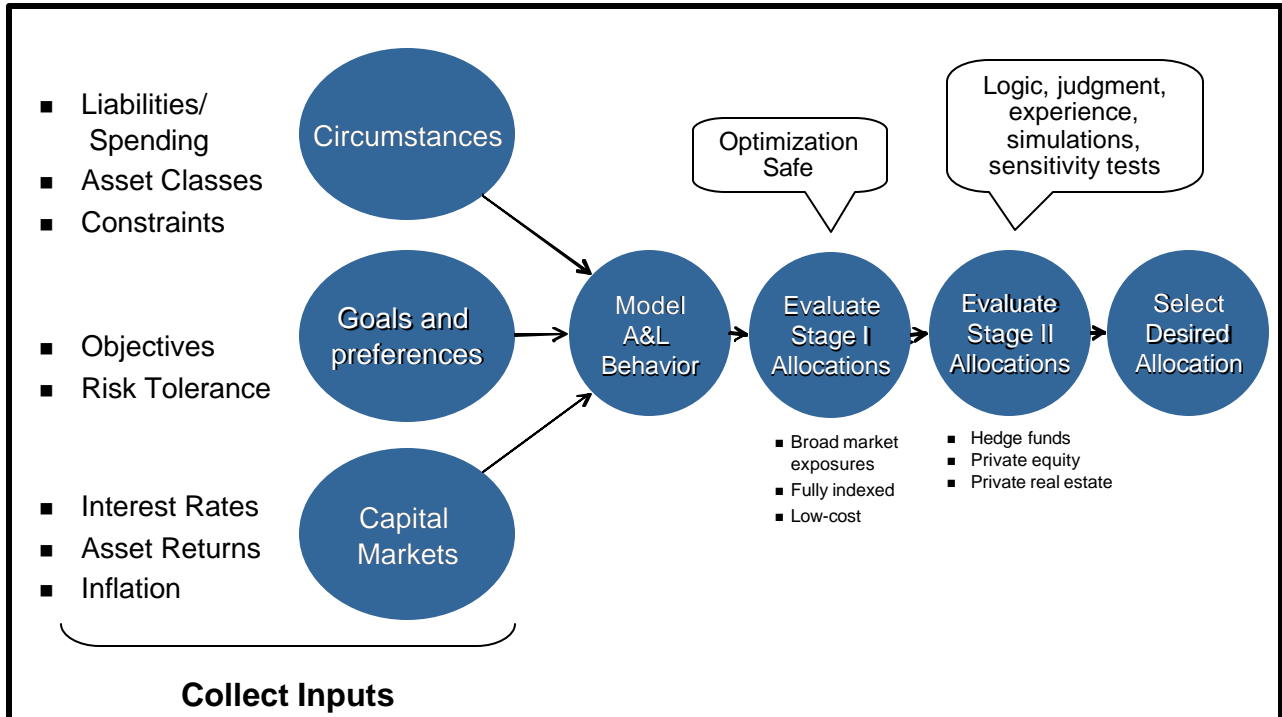 Liabilities/
Spending
Asset Classes
Constraints
Circumstances
Objectives
Risk Tolerance
Goals and
preferences
Interest Rates
Asset Returns
Inflation
Capital
Markets
Collect Inputs
Model
A&L
Behavior
Optimization
Safe
Evaluate
Stage I
Allocations
Broad market
exposures
Fully indexed
Low-cost
Logic, judgment,
experience,
simulations,
sensitivity tests
Evaluate
Stage II
Allocations
Hedge funds
Private equity
Private real estate
Select
Desired
Allocation